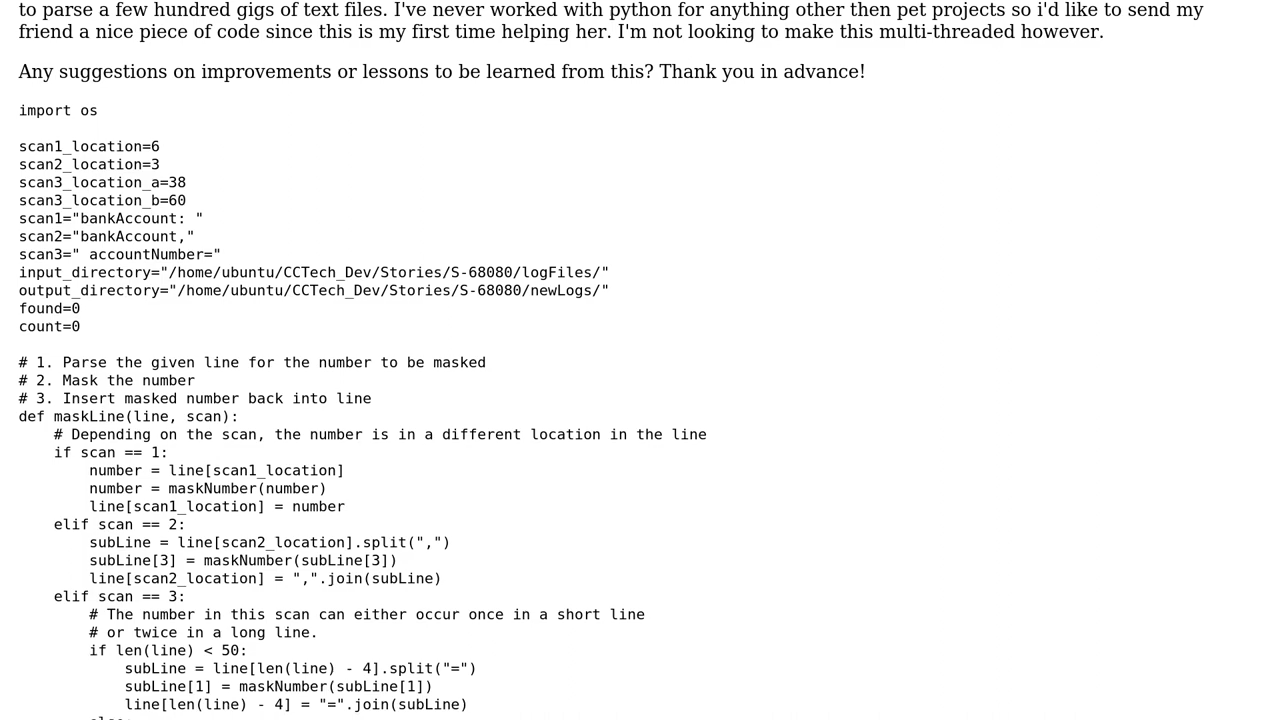 to parse a few hundred gigs of text files. I've never worked with python for anything other then pet projects so i'd like to send my
friend a nice piece of code since this is my first time helping her. I'm not looking to make this multi-threaded however.
Any suggestions on improvements or lessons to be learned from this? Thank you in advance!
import os
scan1_location=6
scan2_location=3
scan3_location_a=38
scan3_location_b=60
scan1="bankAccount: "
scan2="bankAccount,"
scan3=" accountNumber="
input_directory="/home/ubuntu/CCTech_Dev/Stories/S-68080/logFiles/"
output_directory="/home/ubuntu/CCTech_Dev/Stories/S-68080/newLogs/"
found=0
count=0
# 1. Parse the given line for the number to be masked
# 2. Mask the number
# 3. Insert masked number back into line
def maskLine(line, scan):
    # Depending on the scan, the number is in a different location in the line
    if scan == 1:
        number = line[scan1_location]
        number = maskNumber(number)
        line[scan1_location] = number
    elif scan == 2:
        subLine = line[scan2_location].split(",")
        subLine[3] = maskNumber(subLine[3])
        line[scan2_location] = ",".join(subLine)
    elif scan == 3:
        # The number in this scan can either occur once in a short line
        # or twice in a long line.
        if len(line) < 50:
            subLine = line[len(line) - 4].split("=")
            subLine[1] = maskNumber(subLine[1])
            line[len(line) - 4] = "=".join(subLine)